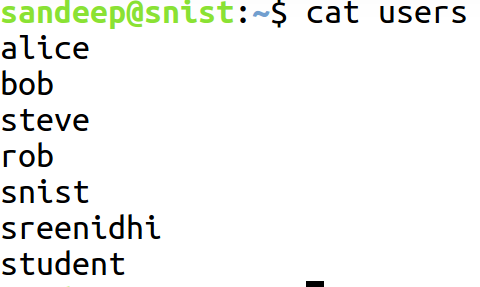 sandeep@snist:~$ cat users
alice
bob
steve
rob
snist
sreenidhi
student